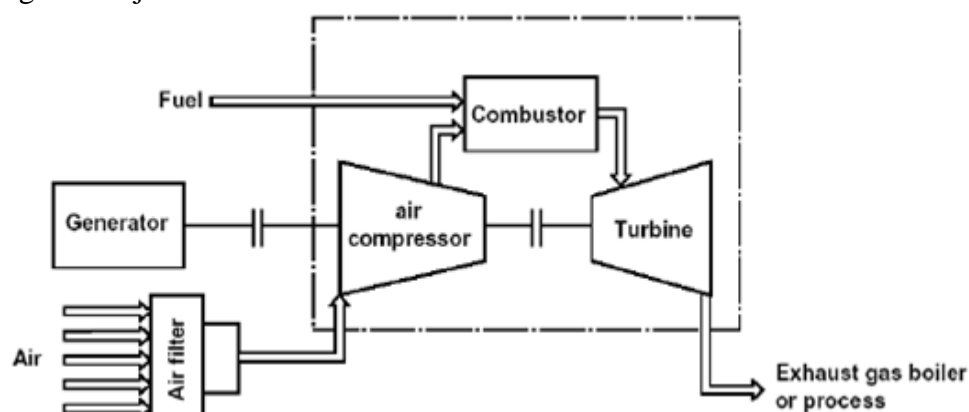 Fuel
Combustor
Generator
air
compressor
Turbine
Air
Air filter
Exhaust gas boiler
or process